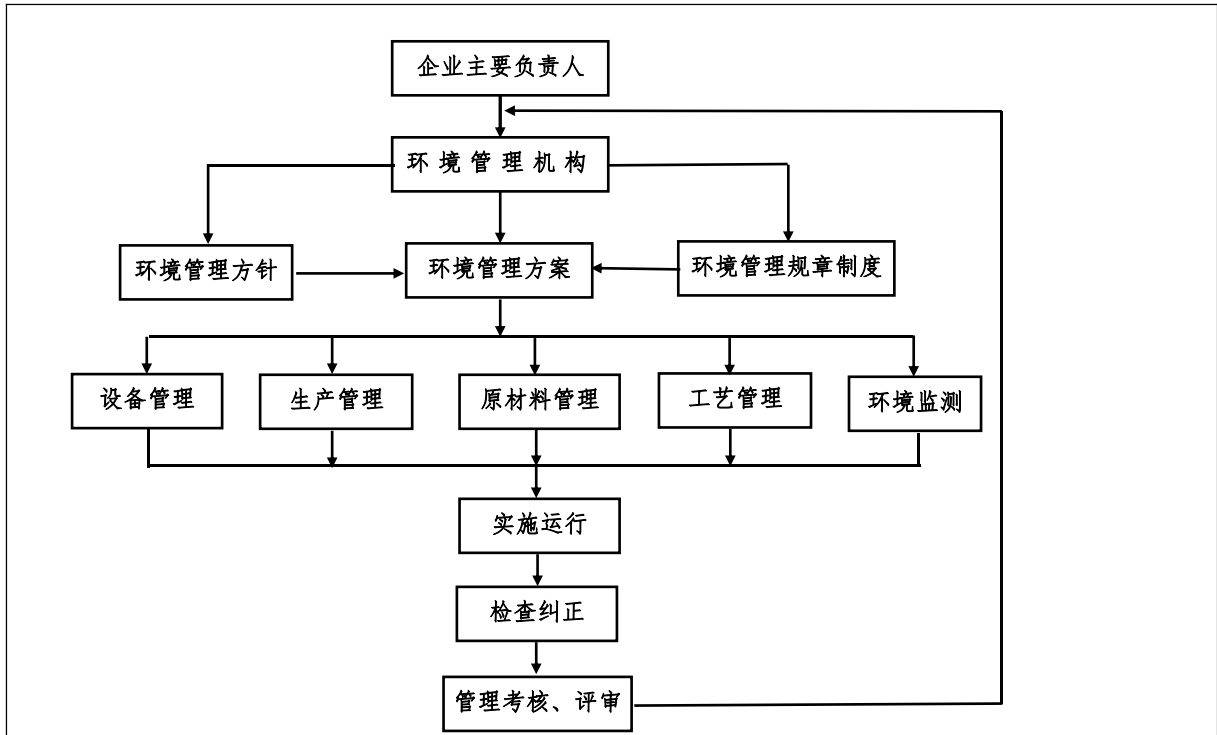 企业主要负责人
环境管理机构
环境管理方针
环境管理方案
环境管理规章制度
设备管理
生产管理
原材料管理
工艺管理
环境监测
实施运行
检查纠正
管理考核、评审